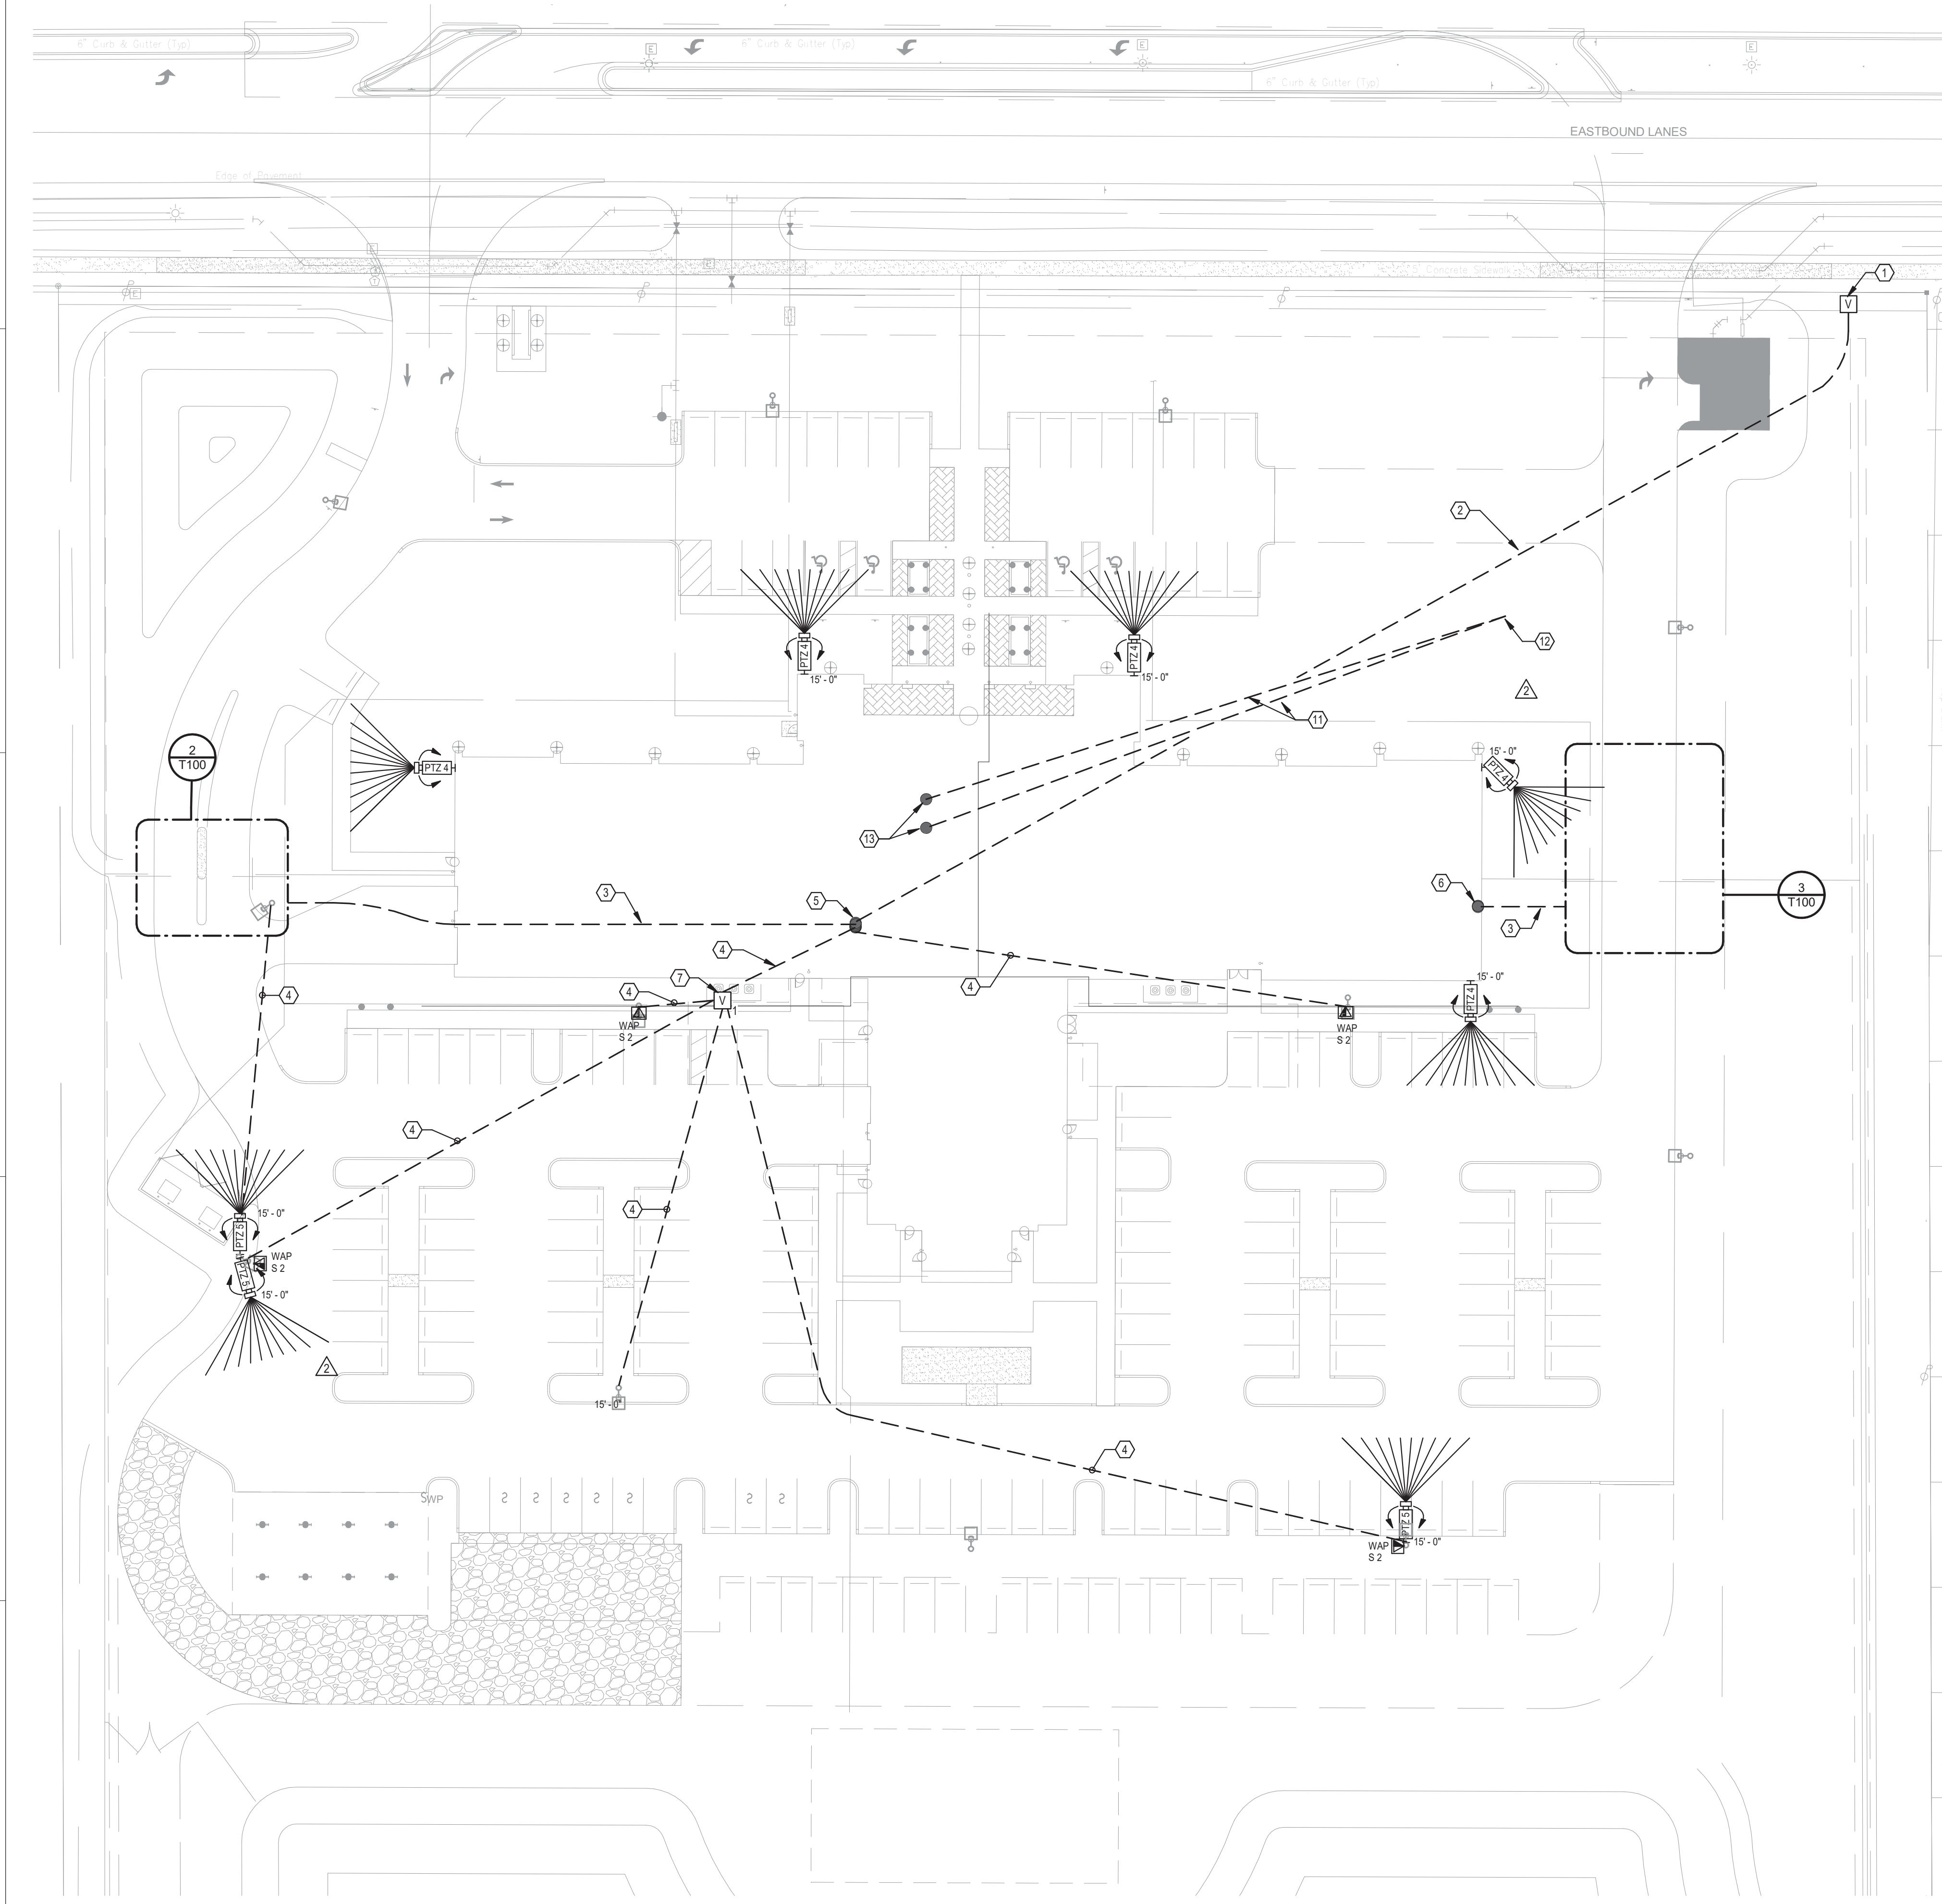 6" Curb & Gutter (Typ)
E
6" Curb & Gutter (Typ)
E
E
6" Curb & Gutter (Typ)
EASTBOUND LANES
Edge of Pavement
E
T
E
Concrete Sidewalk
E
1
V
2
12
PTZ 4
15' - 0"
PTZ 4
15' - 0"
2
11
2
T100
PTZ 4
15' - 0"
PTZ 4
13
3
5
6
3
T100
3
4
7
4
4
15' - 0"
PTZ 4
4
V
1
WAP
S 2
WAP
S 2
4
4
PTZ 5
15' - 0"
WAP
S 2
PTZ 5
15' - 0"
2
15' - 0"
4
SWP
S
S
S
S
S
S
S
PTZ 5
WAP
S 2
15' - 0"